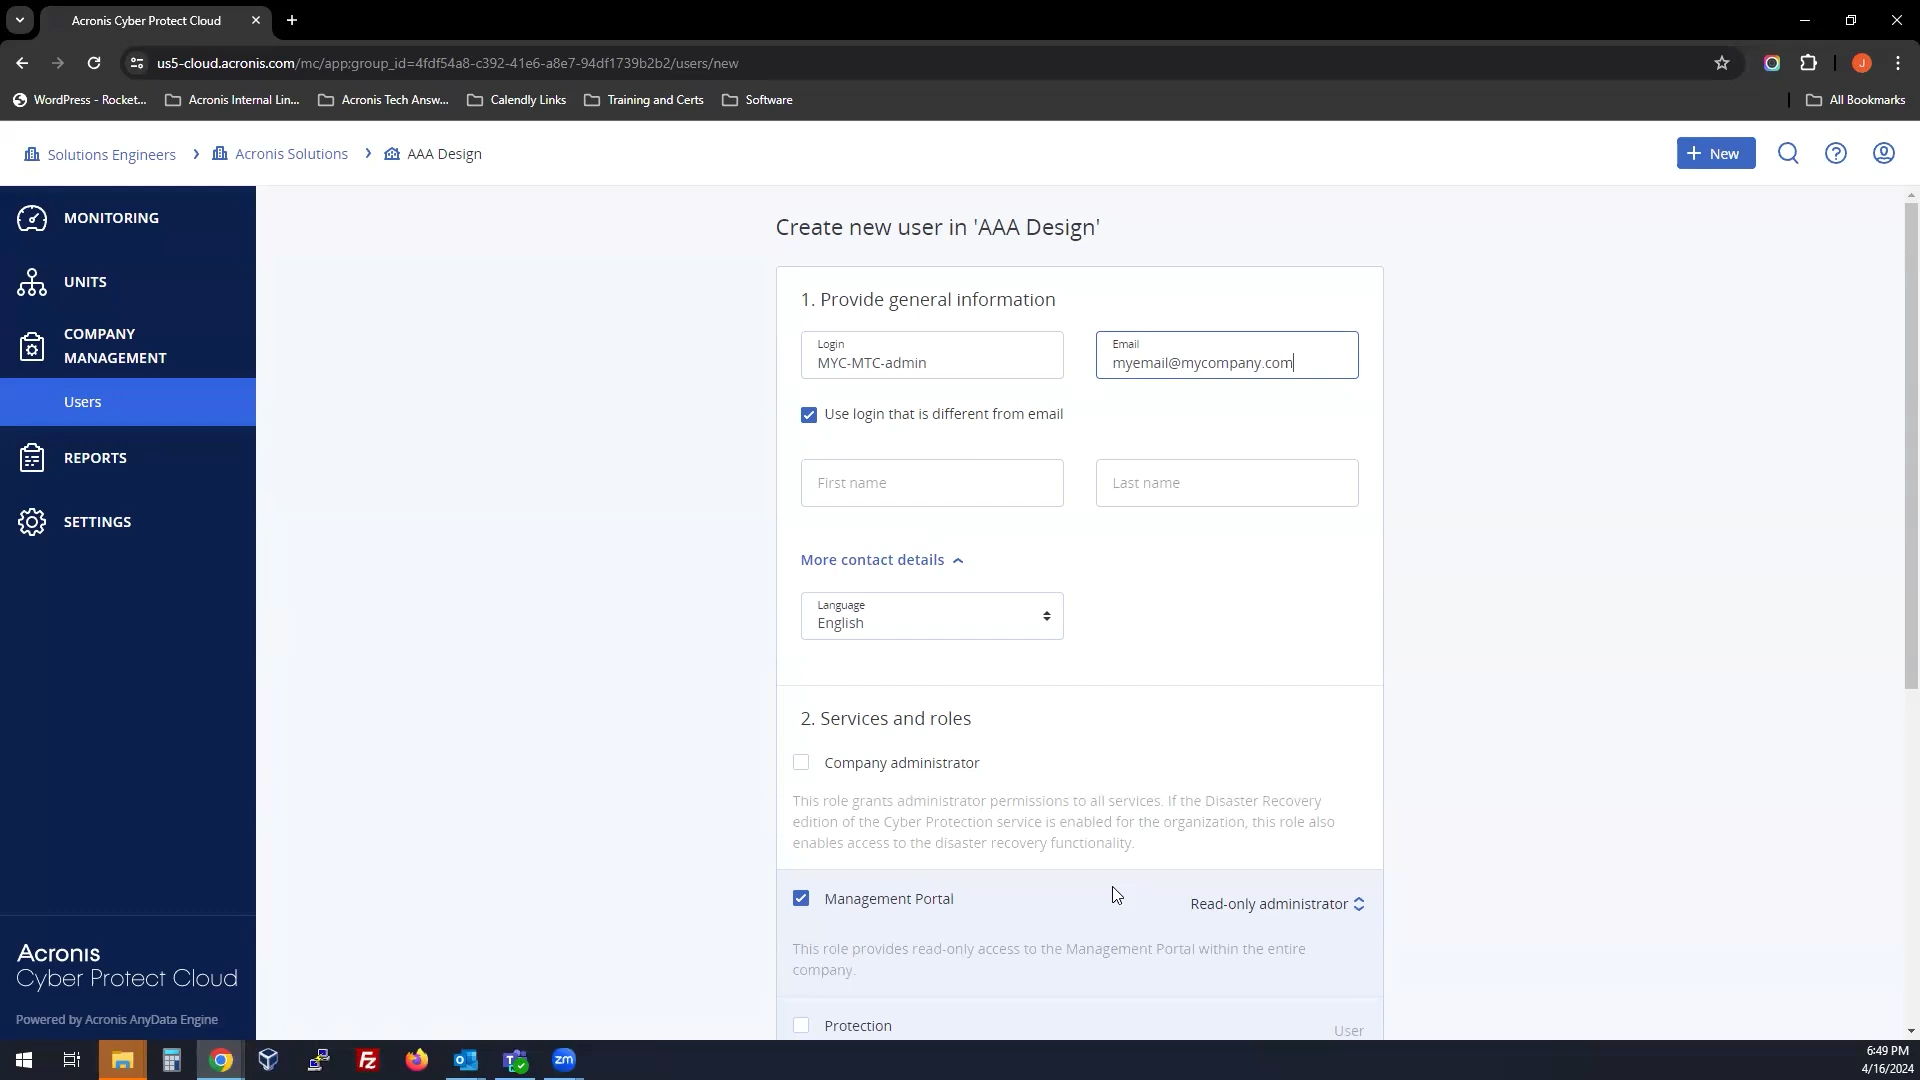 Acronis Cyber Protect Cloud
us5-cloud.acronis.com/mc/app;group_id=4fdf54a8-c392-41e6-a8e7-94df1739b2b2/users/new
J
WordPress - Rocket...
Acronis Internal Lin...
Acronis Tech Answ...
Calendly Links
Training and Certs
Software
All Bookmarks
Solutions Engineers
Acronis Solutions
AAA Design
+ New
MONITORING
UNITS
COMPANY
MANAGEMENT
Users
REPORTS
SETTINGS
Acronis
Cyber Protect Cloud
Powered by Acronis AnyData Engine
Create new user in 'AAA Design'
1. Provide general information
Login
MYC-MTC-admin
Email
myemail@mycompany.com
Use login that is different from email
First name
Last name
More contact details
Language
English
2. Services and roles
Company administrator
This role grants administrator permissions to all services. If the Disaster Recovery
edition of the Cyber Protection service is enabled for the organization, this role also
enables access to the disaster recovery functionality.
Management Portal
Read-only administrator
This role provides read-only access to the Management Portal within the entire
company.
Protection
User
zm
6:49 PM
4/16/2024